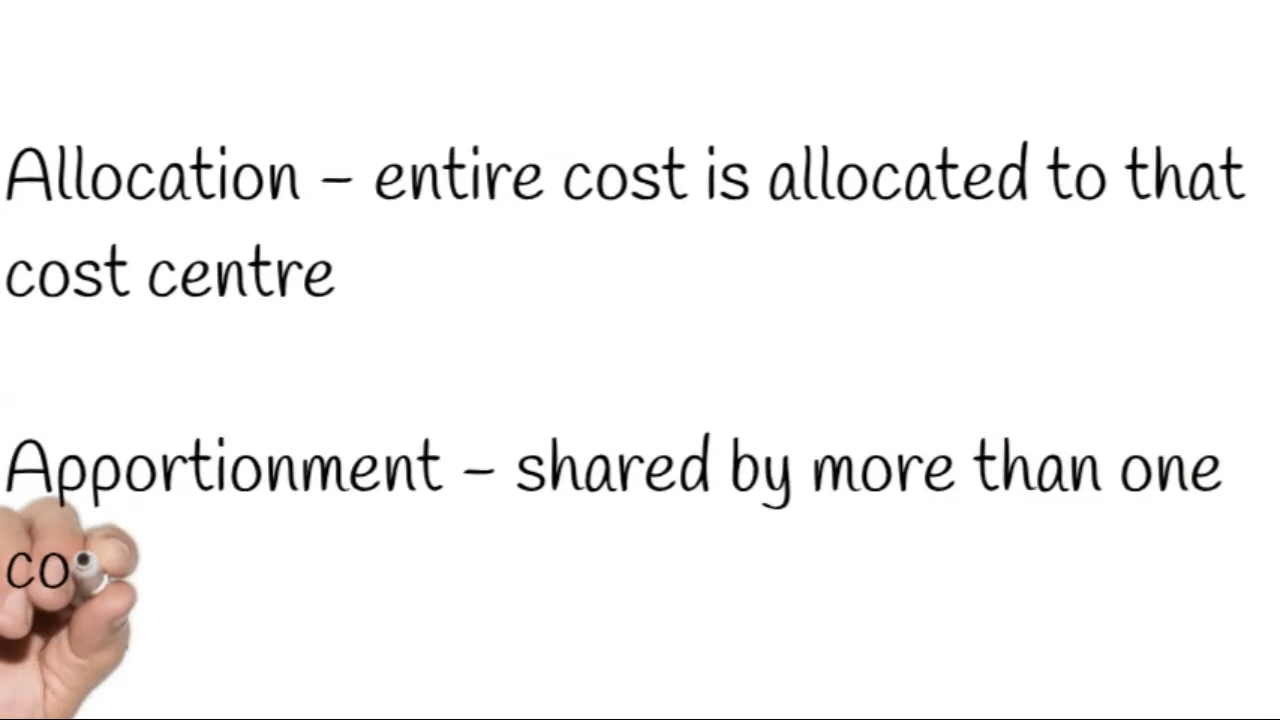 Allocation – entire cost is allocated to that
cost centre
Apportionment – shared by more than one
co